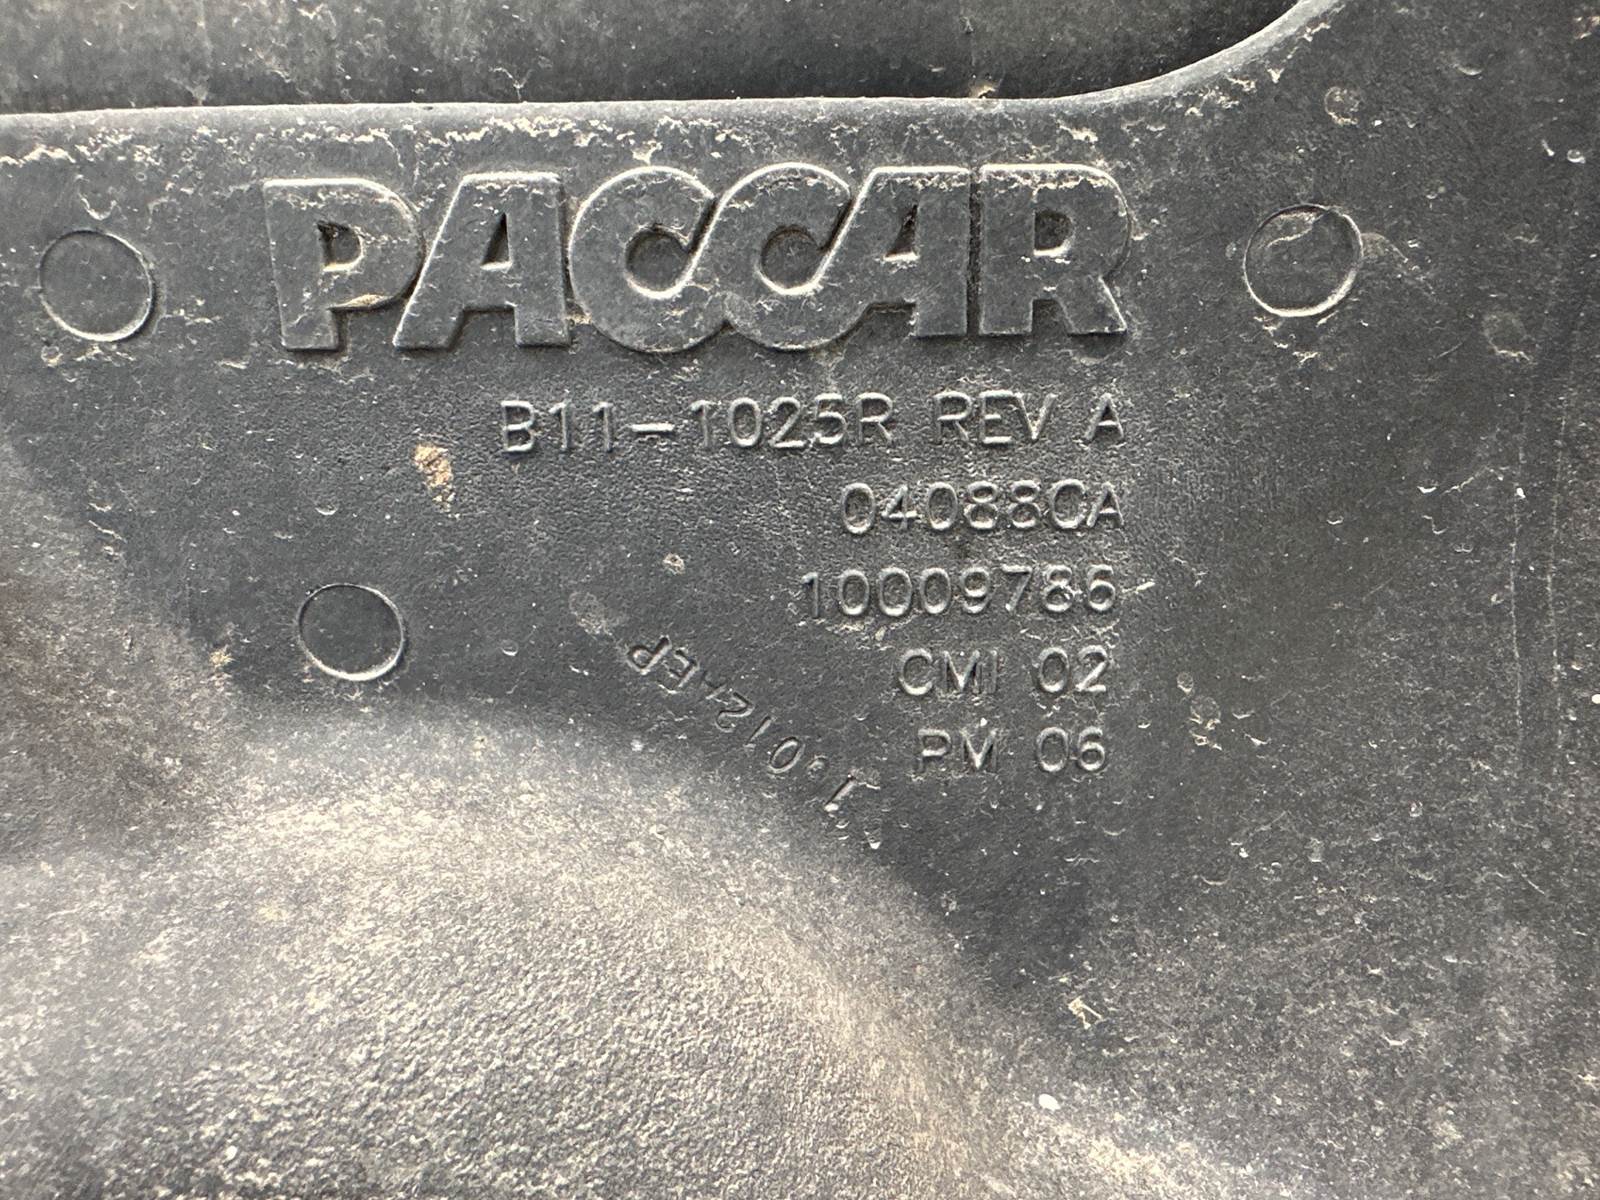 PACCAR
B11-1025R REV A
04088CA
10009786
CMI 02
PM 06